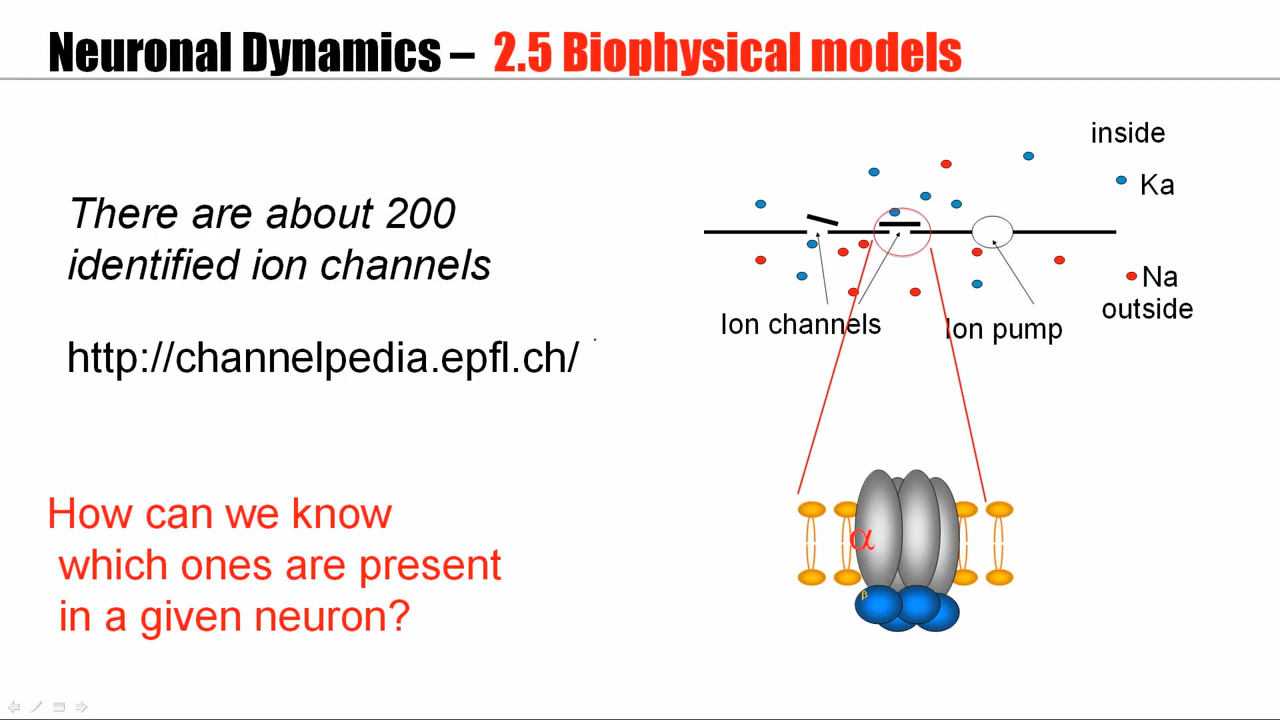 Neuronal Dynamics – 2.5 Biophysical models
There are about 200
identified ion channels
http://channelpedia.epfl.ch/
How can we know
which ones are present
in a given neuron?
inside
Ka
Na
outside
Ion channels
Ion pump
α
β